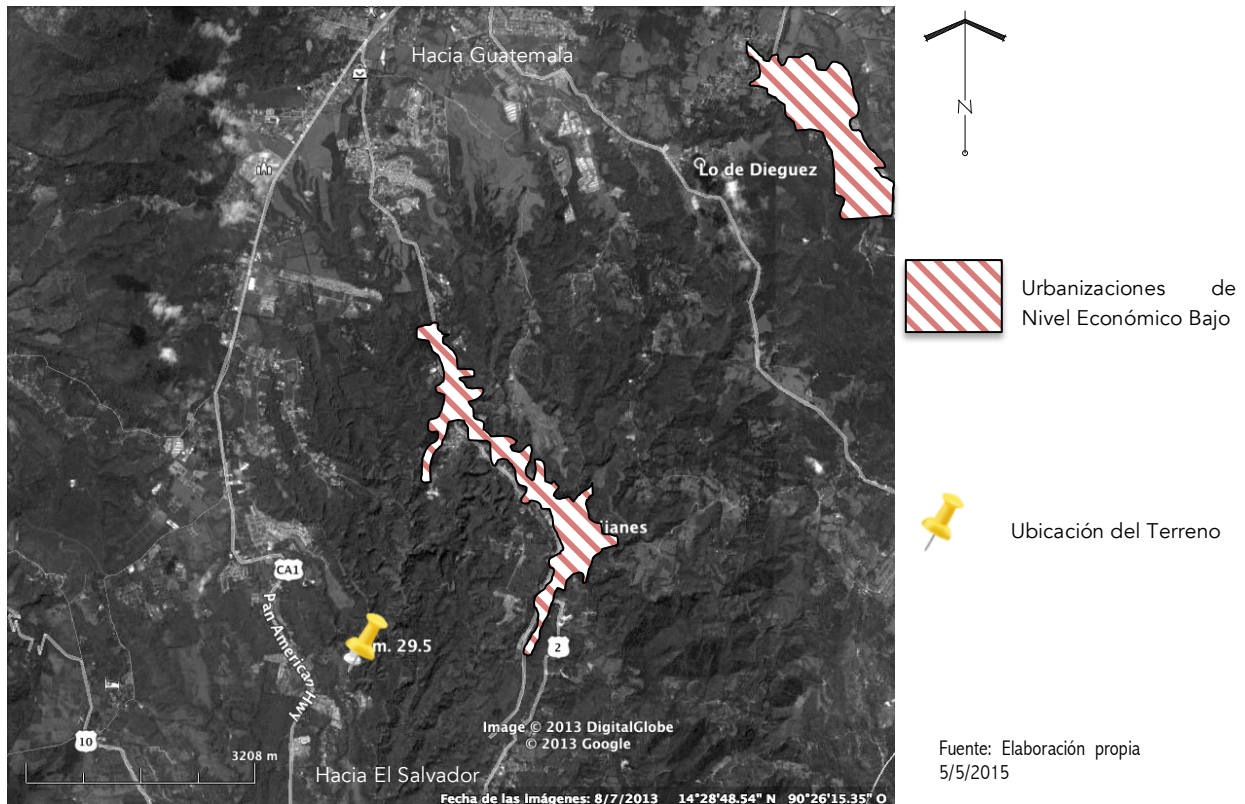 Hacia Guatemala
N
Lo de Dieguez
Urbanizaciones de
Nivel Económico Bajo
ijanes
Ubicación del Terreno
CA1
Pan American Hwy
m. 29.5
2
10
Image © 2013 DigitalGlobe
© 2013 Google
3208 m
Hacia El Salvador
Fecha de las imágenes: 8/7/2013 14°28'48.54" N 90°26'15.35" O
Fuente: Elaboración propia
5/5/2015